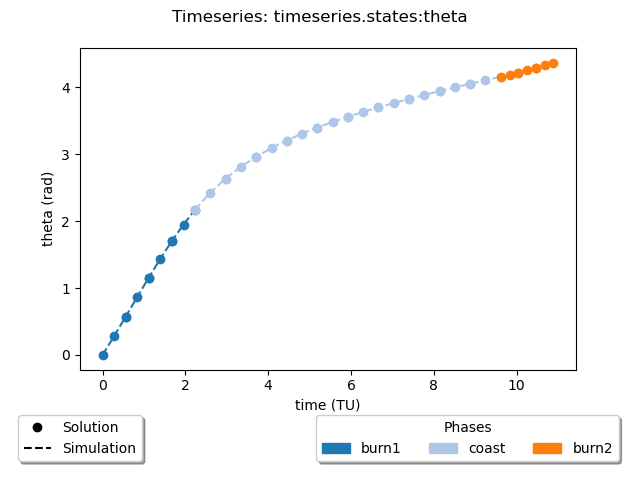 Timeseries: timeseries.states:theta
4
3
2
1
0
theta (rad)
0 2 4 6 8 10
time (TU)
Solution
Simulation
Phases
burn1 coast burn2